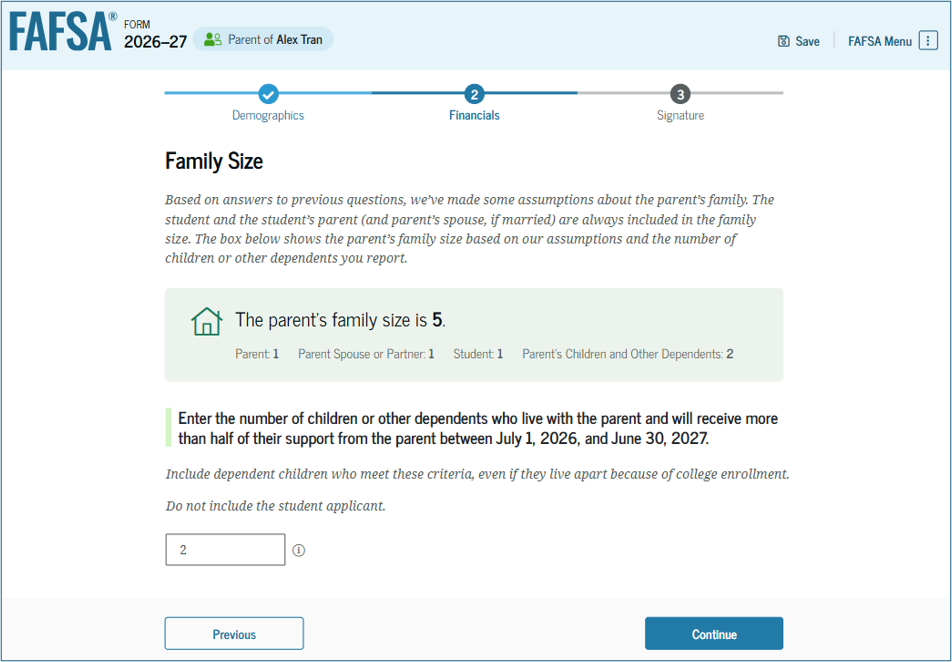 FAFSA®
FORM
2026–27
Parent of Alex Tran
Save
FAFSA Menu
2
3
Demographics
Financials
Signature
Family Size
Based on answers to previous questions, we've made some assumptions about the parent's family. The
student and the student's parent (and parent's spouse, if married) are always included in the family
size. The box below shows the parent's family size based on our assumptions and the number of
children or other dependents you report.
The parent's family size is 5.
Parent: 1 Parent Spouse or Partner: 1 Student: 1 Parent's Children and Other Dependents: 2
Enter the number of children or other dependents who live with the parent and will receive more
than half of their support from the parent between July 1, 2026, and June 30, 2027.
Include dependent children who meet these criteria, even if they live apart because of college enrollment.
Do not include the student applicant.
2
Previous
Continue